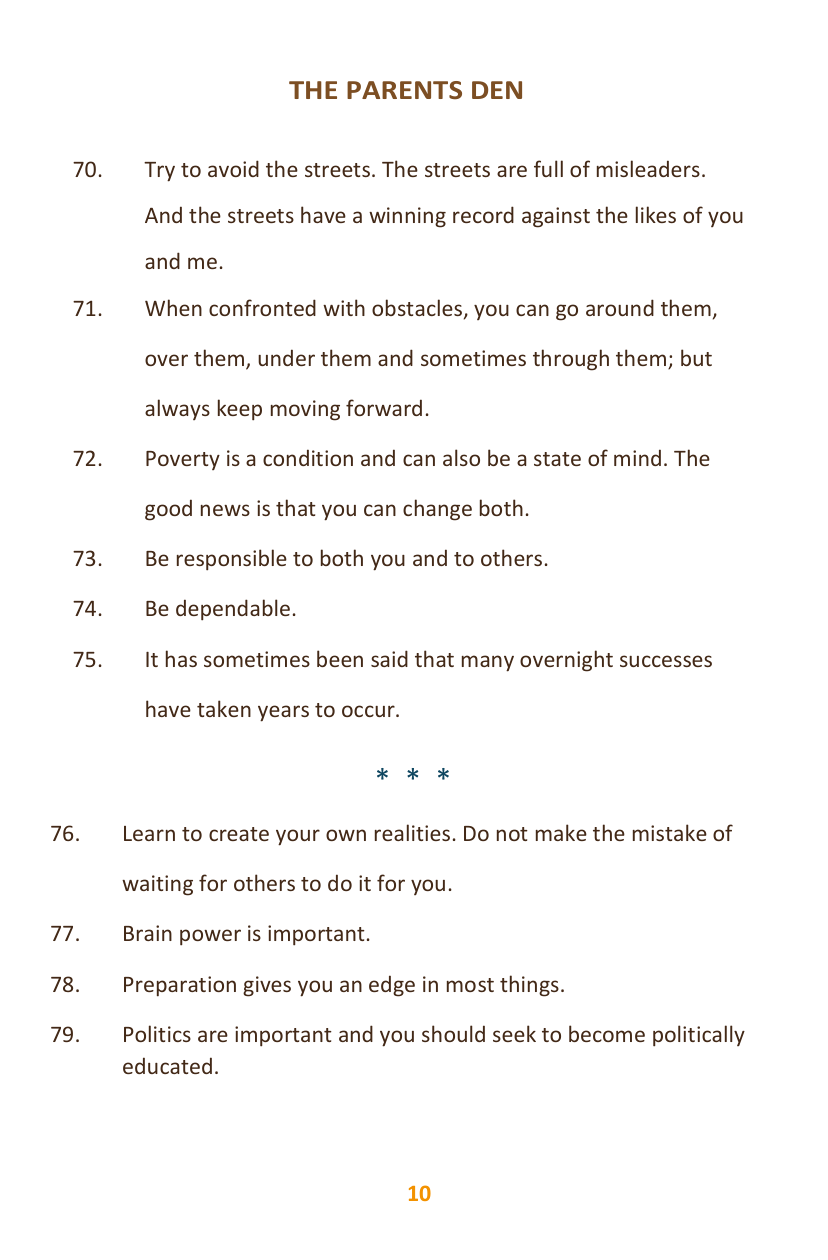 THE PARENTS DEN
70. Try to avoid the streets. The streets are full of misleaders.
And the streets have a winning record against the likes of you
and me.
71. When confronted with obstacles, you can go around them,
over them, under them and sometimes through them; but
always keep moving forward.
72. Poverty is a condition and can also be a state of mind. The
good news is that you can change both.
73. Be responsible to both you and to others.
74. Be dependable.
75. It has sometimes been said that many overnight successes
have taken years to occur.
* * *
76. Learn to create your own realities. Do not make the mistake of
waiting for others to do it for you.
77. Brain power is important.
78. Preparation gives you an edge in most things.
79. Politics are important and you should seek to become politically
educated.
10